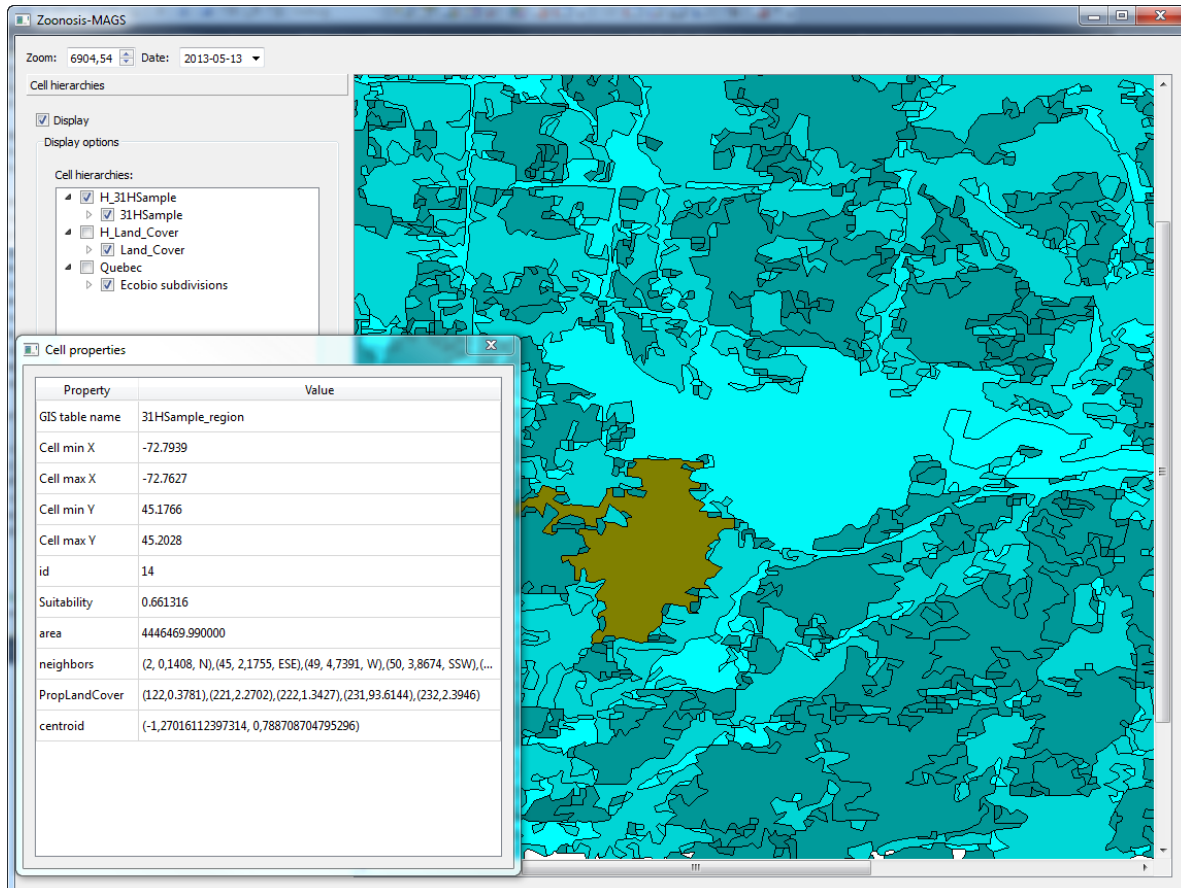 Zoonosis-MAGS
Zoom: 6904,54 Date: 2013-05-13
Cell hierarchies
Display
Display options
Cell hierarchies:
H_31HSample
31HSample
H_Land_Cover
Land_Cover
Quebec
Ecobio subdivisions
Cell properties
Property Value
GIS table name 31HSample_region
Cell min X -72.7939
Cell max X -72.7627
Cell min Y 45.1766
Cell max Y 45.2028
id 14
Suitability 0.661316
area 4446469.990000
neighbors (2, 0,1408, N),(45, 2,1755, ESE),(49, 4,7391, W),(50, 3,8674, SSW),(...
PropLandCover (122,0.3781),(221,2.2702),(222,1.3427),(231,93.6144),(232,2.3946)
centroid (-1,27016112397314, 0,788708704795296)